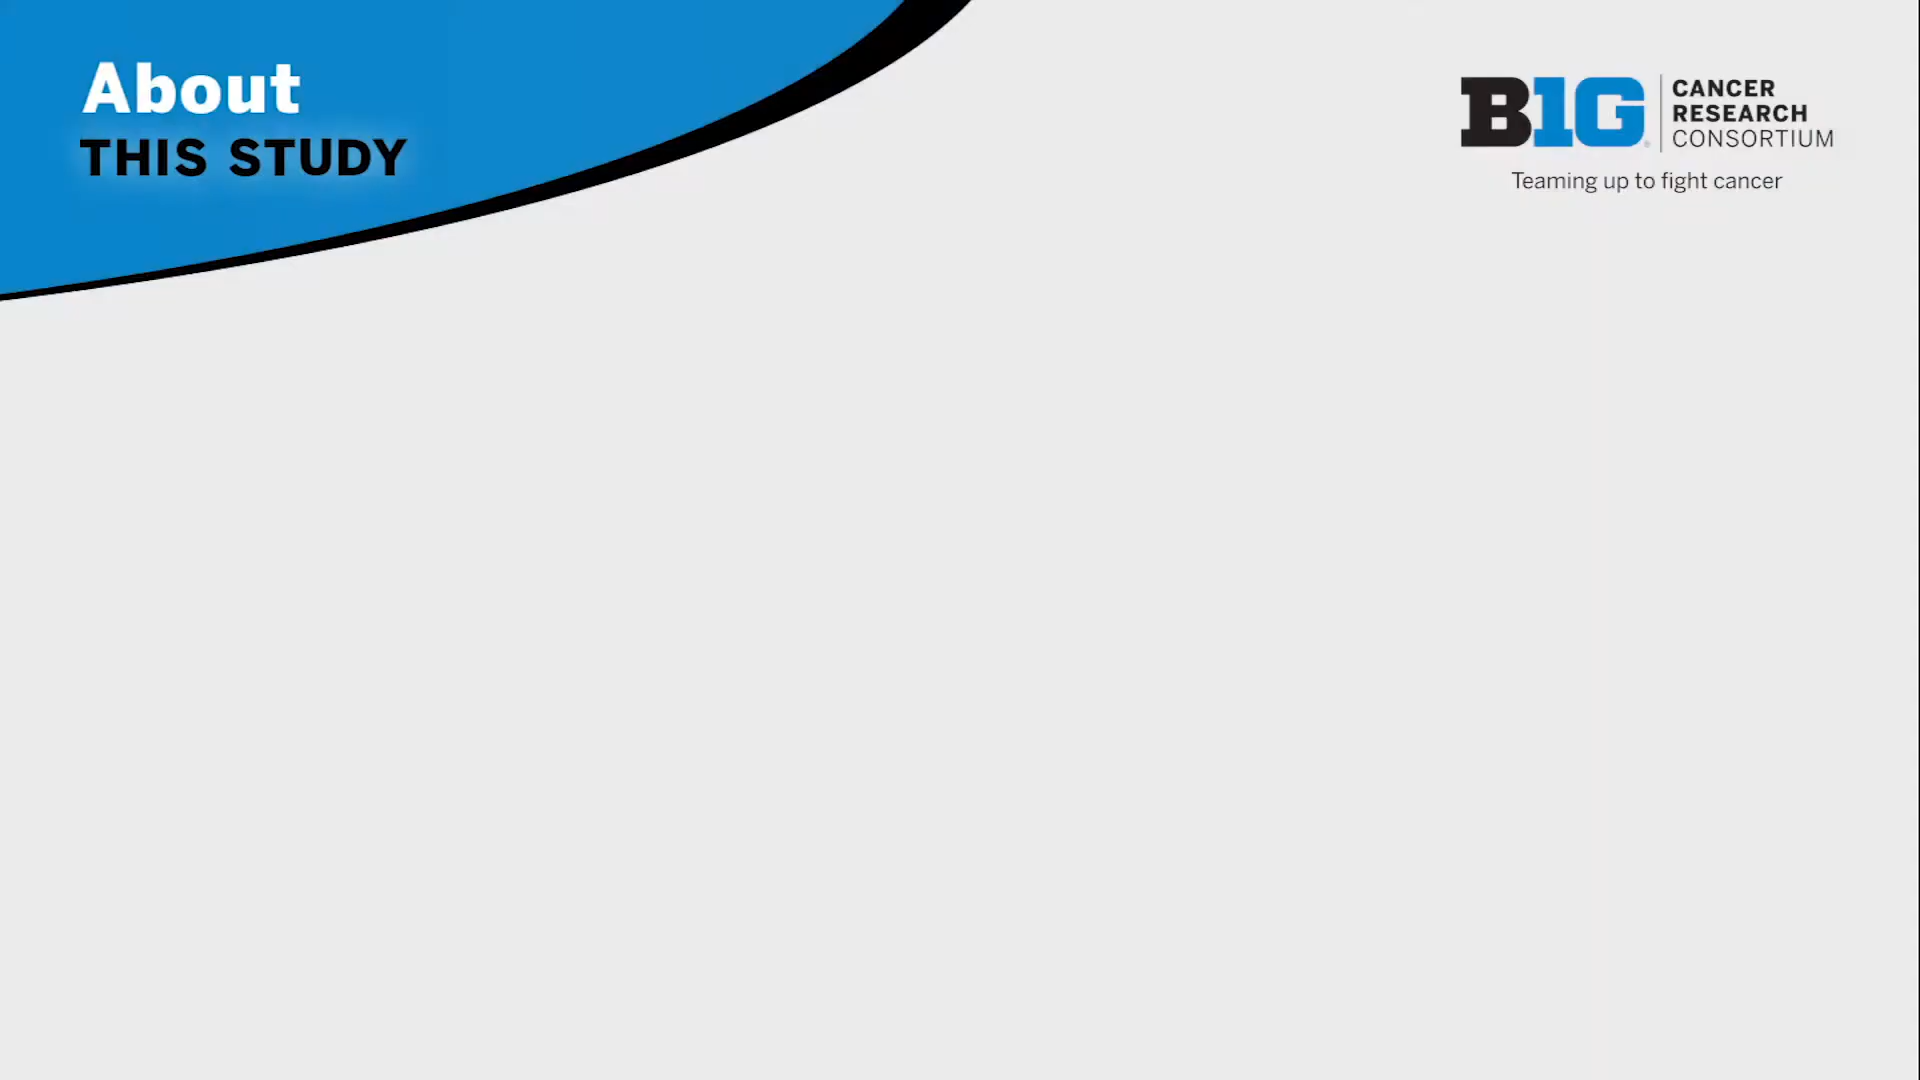 About
THIS STUDY
B1G
CANCER
RESEARCH
CONSORTIUM
Teaming up to fight cancer